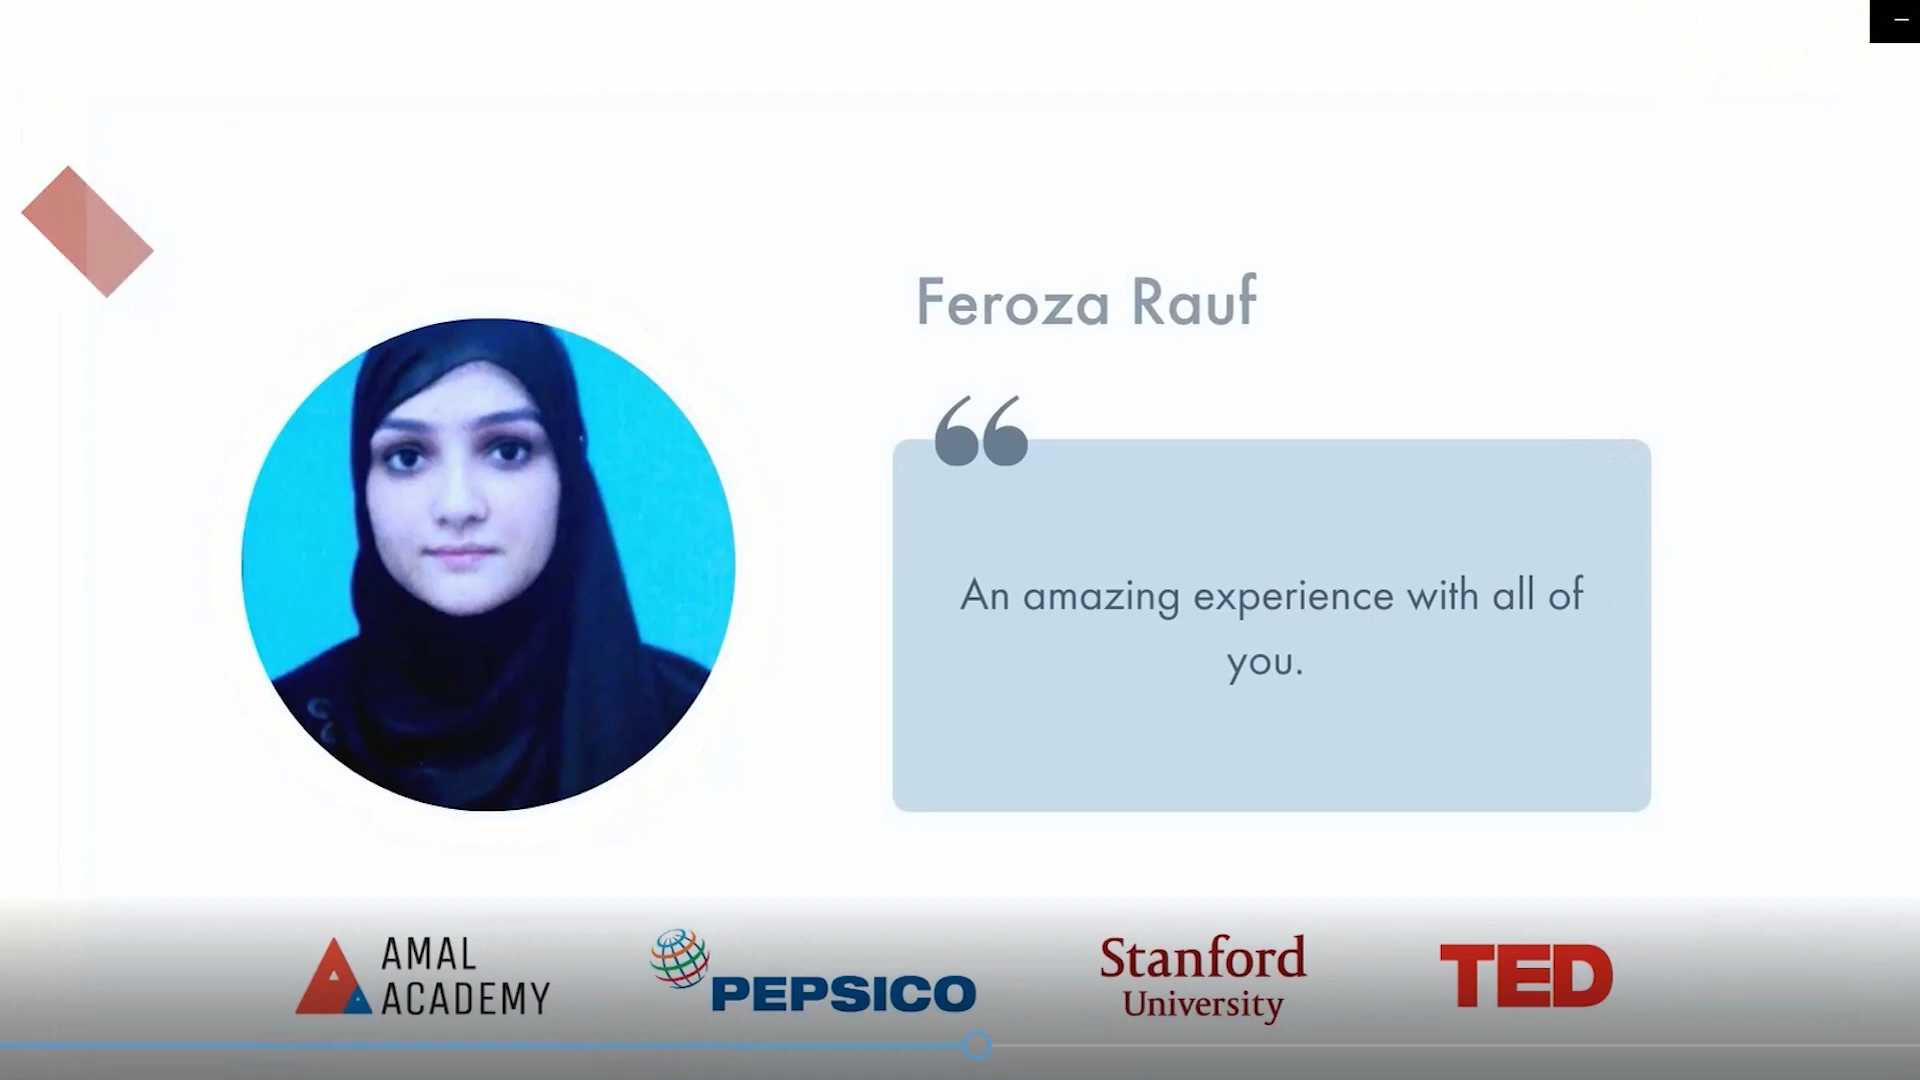 Feroza Rauf
“
An amazing experience with all of
you.
AMAL
ACADEMY
PEPSICO
Stanford
University
TED